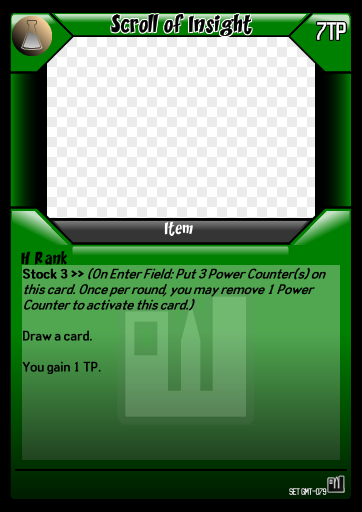 Scroll of Insight
7TP
Item
H Rank
Stock 3 >> (On Enter Field: Put 3 Power Counter(s) on
this card. Once per round, you may remove 1 Power
Counter to activate this card.)
Draw a card.
You gain 1 TP.
SET GMT-079